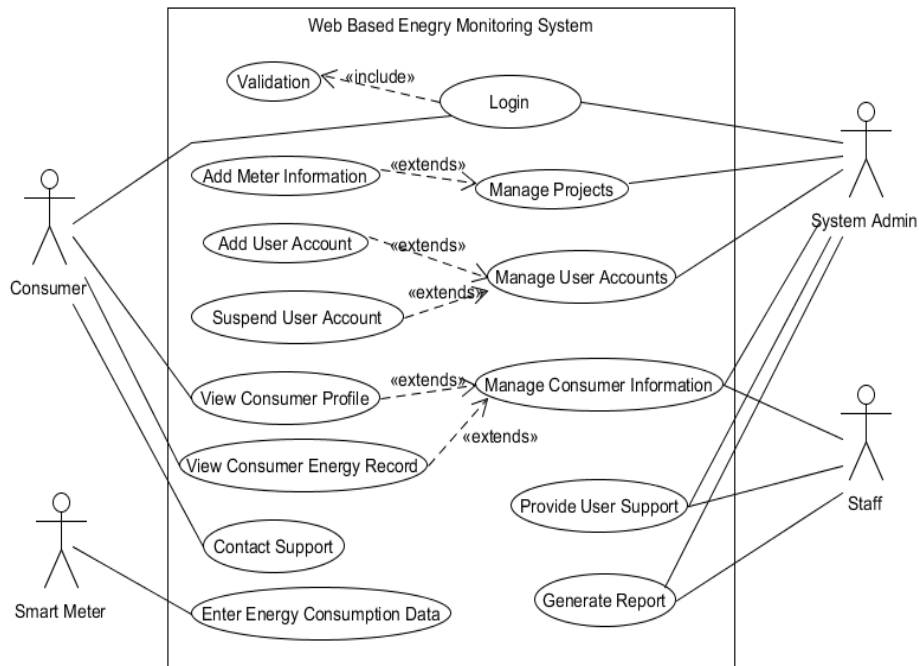 Web Based Enegry Monitoring System
Validation
«include»
Login
Add Meter Information
«extends»
Manage Projects
System Admin
Add User Account
«extends»
Manage User Accounts
Consumer
«extends»
Suspend User Account
View Consumer Profile
«extends»
Manage Consumer Information
«extends»
View Consumer Energy Record
Provide User Support
Staff
Contact Support
Smart Meter
Enter Energy Consumption Data
Generate Report